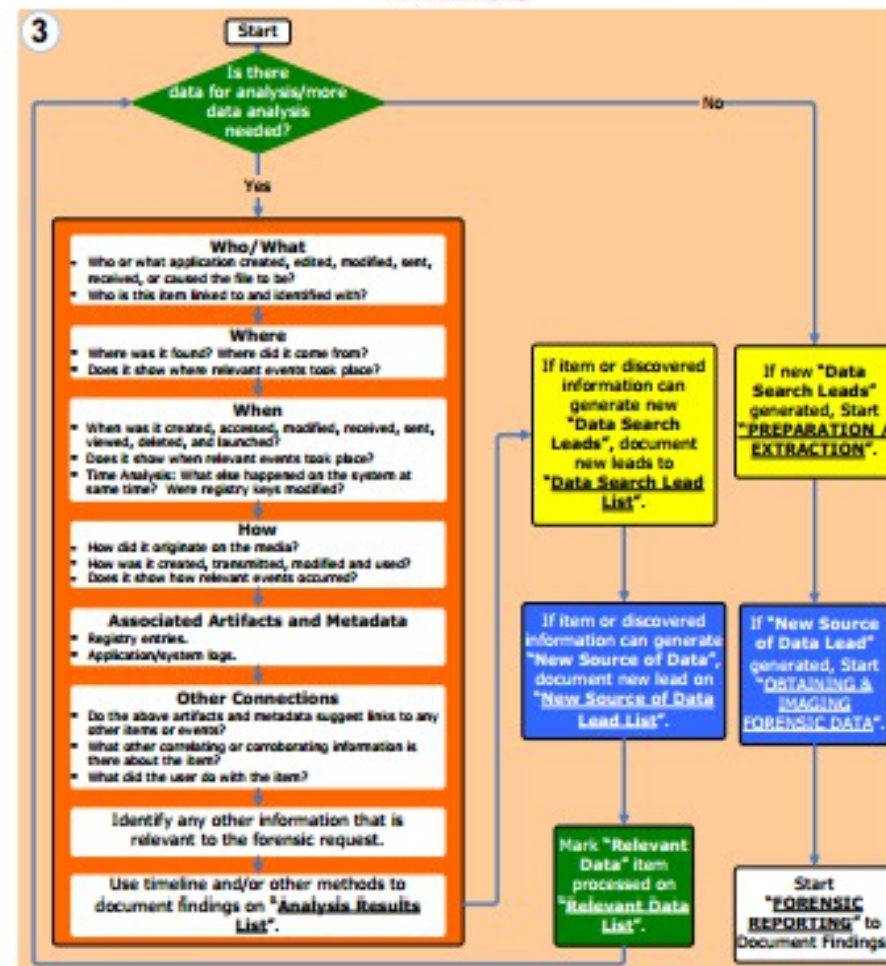 3
Start
Is there
data for analysis/more
data analysis
needed?
No
Yes
Who/What
▪ Who or what application created, edited, modified, sent,
received, or caused the file to be?
▪ Who is this item linked to and identified with?
Where
▪ Where was it found? Where did it come from?
▪ Does it show where relevant events took place?
When
▪ When was it created, accessed, modified, received, sent,
viewed, deleted, and launched?
▪ Does it show when relevant events took place?
▪ Time Analysis: What else happened on the system at
same time? Were registry keys modified?
How
▪ How did it originate on the media?
▪ How was it created, transmitted, modified and used?
▪ Does it show how relevant events occurred?
Associated Artifacts and Metadata
▪ Registry entries.
▪ Application/system logs.
Other Connections
▪ Do the above artifacts and metadata suggest links to any
other items or events?
▪ What other correlating or corroborating information is
there about the item?
▪ What did the user do with the item?
Identify any other information that is
relevant to the forensic request.
Use timeline and/or other methods to
document findings on "Analysis Results
List".
If item or discovered
information can
generate new
"Data Search
Leads", document
new leads to
"Data Search Lead
List".
If item or discovered
information can generate
"New Source of Data",
document new lead on
"New Source of Data
Lead List".
Mark "Relevant
Data" item
processed on
"Relevant Data
List".
If new "Data
Search Leads"
generated, Start
"PREPARATION
EXTRACTION".
If "New Source
of Data Lead"
generated, Start
"OBTAINING &
IMAGING
FORENSIC DATA".
Start
"FORENSIC
REPORTING" to
Document Findings